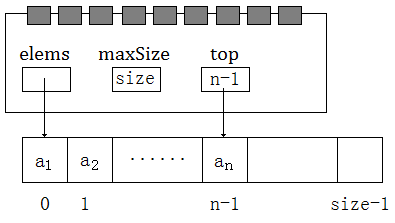 elems maxSize top
size n-1
a1 a2 ······ an
0 1 n-1 size-1